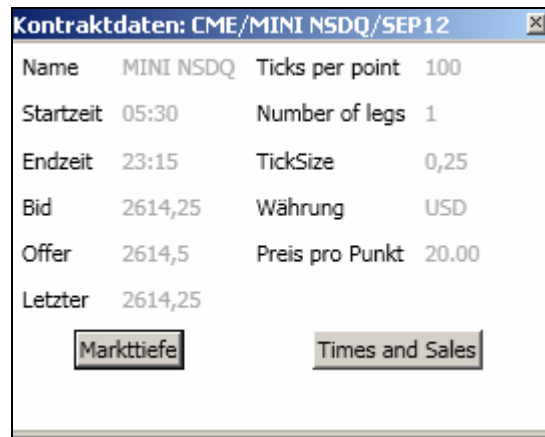 Kontraktdaten: CME/MINI NSDQ/SEP12
Name MINI NSDQ Ticks per point 100
Startzeit 05:30 Number of legs 1
Endzeit 23:15 TickSize 0,25
Bid 2614,25 Währung USD
Offer 2614,5 Preis pro Punkt 20.00
Letzter 2614,25
Markttiefe Times and Sales